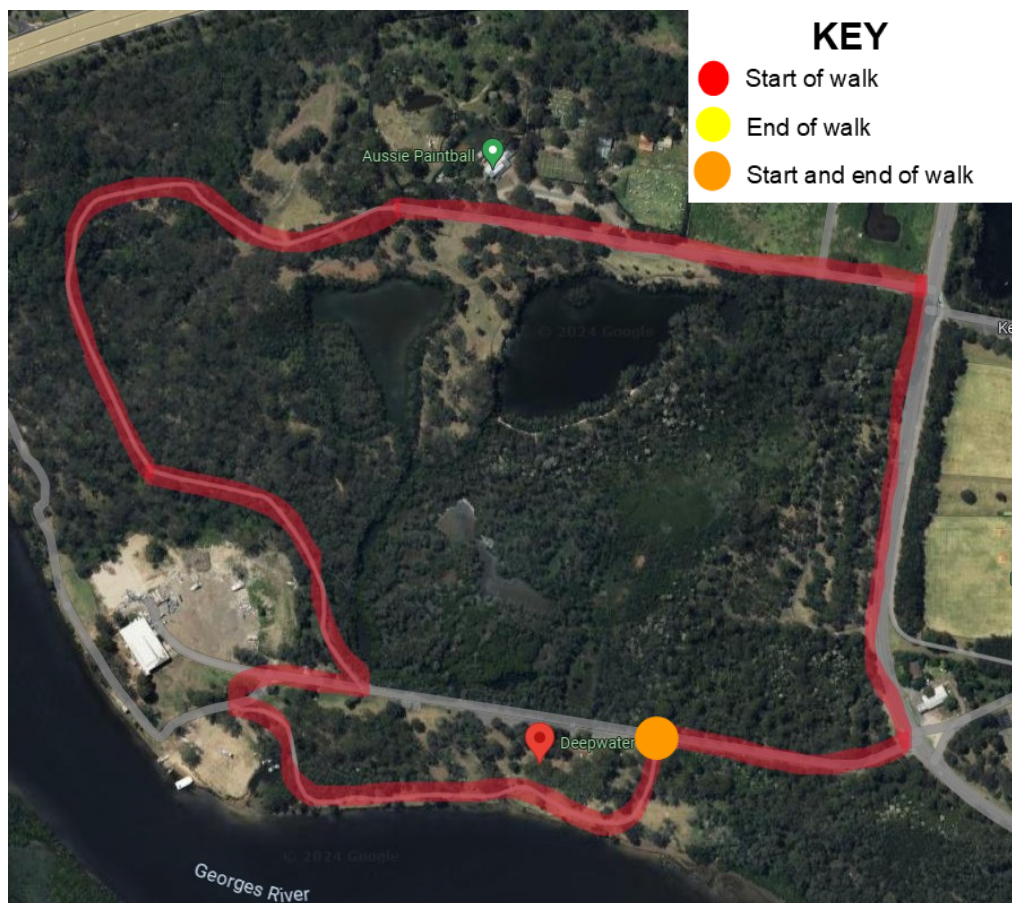 KEY
Start of walk
End of walk
Start and end of walk
Aussie Paintball
© 2024 Google
Ke
Deepwater
© 2024 Google
Georges River